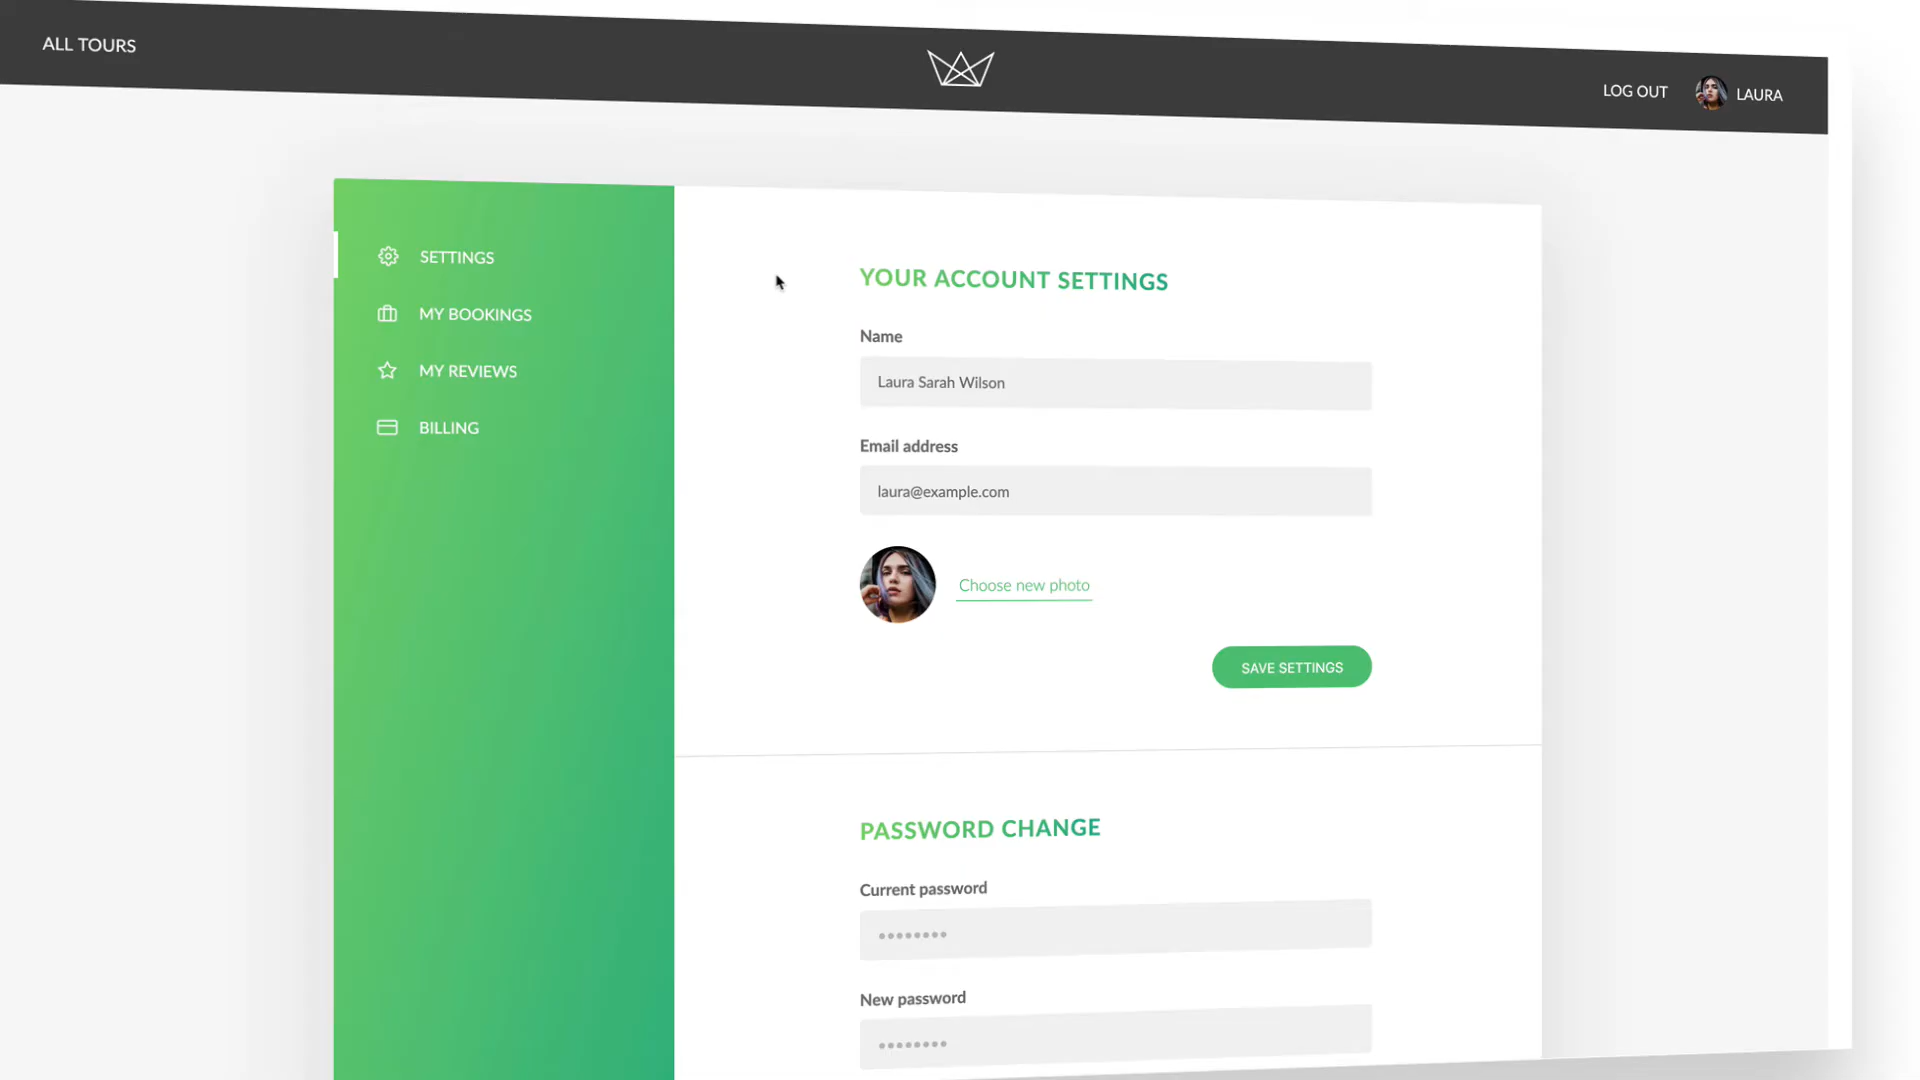 ALL TOURS
LOG OUT
LAURA
SETTINGS
MY BOOKINGS
MY REVIEWS
BILLING
YOUR ACCOUNT SETTINGS
Name
Laura Sarah Wilson
Email address
laura@example.com
Choose new photo
SAVE SETTINGS
PASSWORD CHANGE
Current password
••••••••
New password
••••••••